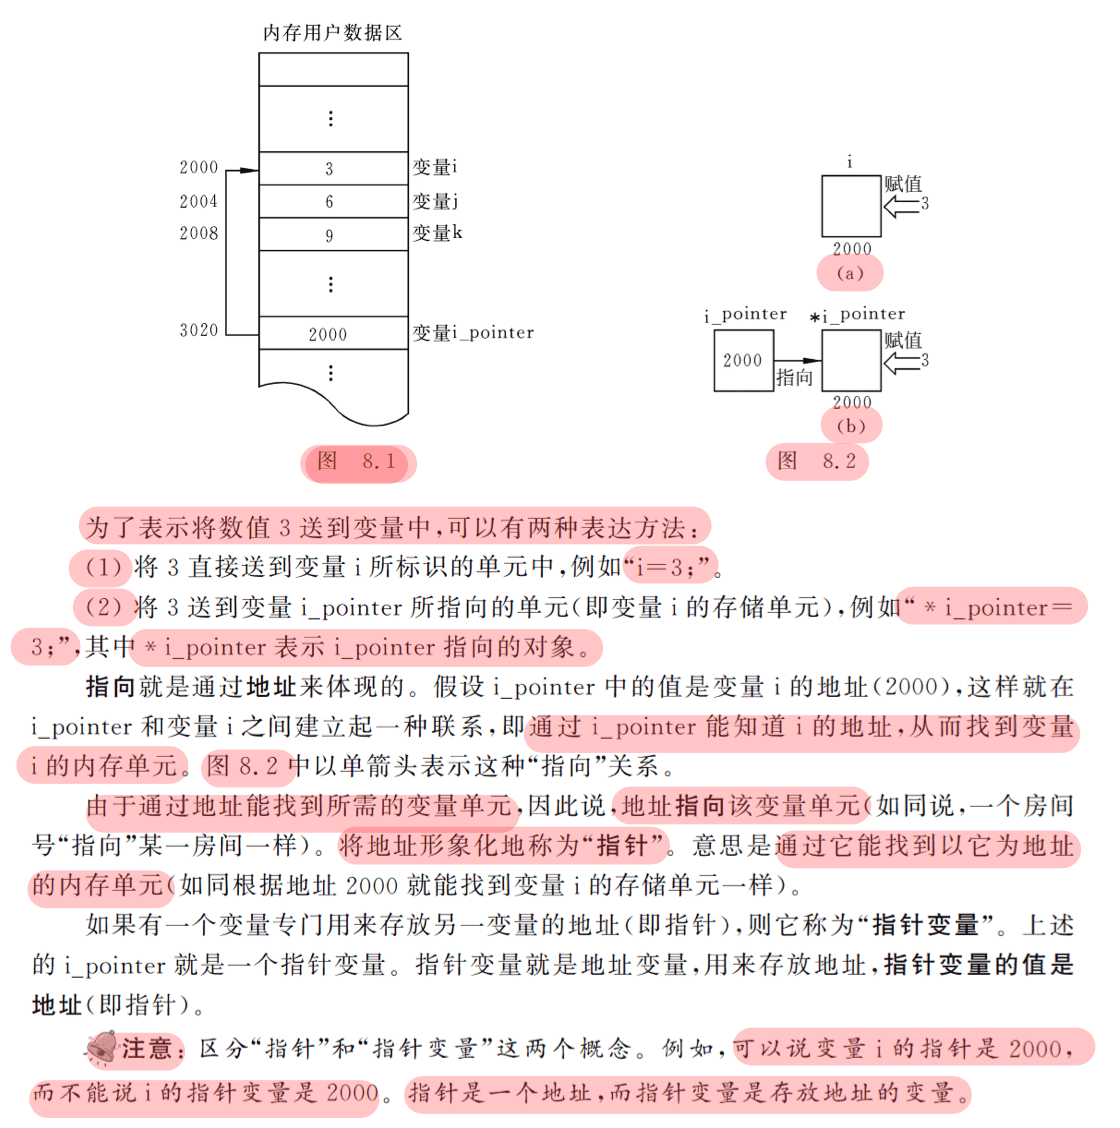 内存用户数据区
⋮
2000 3 变量i
2004 6 变量j
2008 9 变量k
⋮
3020 2000 变量i_pointer
⋮
图 8.1
i
赋值
3
2000
(a)
i_pointer *i_pointer
赋值
2000 3
指向
2000
(b)
图 8.2
为了表示将数值 3 送到变量中,可以有两种表达方法:
(1) 将 3 直接送到变量 i 所标识的单元中,例如“i=3;”。
(2) 将 3 送到变量 i_pointer 所指向的单元(即变量 i 的存储单元),例如“ * i_pointer=
3;”,其中 * i_pointer 表示 i_pointer 指向的对象。
指向就是通过地址来体现的。假设 i_pointer 中的值是变量 i 的地址(2000),这样就在
i_pointer 和变量 i 之间建立起一种联系,即通过 i_pointer 能知道 i 的地址,从而找到变量
i 的内存单元。图 8.2 中以单箭头表示这种“指向”关系。
由于通过地址能找到所需的变量单元,因此说,地址指向该变量单元(如同说,一个房间
号“指向”某一房间一样)。将地址形象化地称为“指针”。意思是通过它能找到以它为地址
的内存单元(如同根据地址 2000 就能找到变量 i 的存储单元一样)。
如果有一个变量专门用来存放另一变量的地址(即指针),则它称为“指针变量”。上述
的 i_pointer 就是一个指针变量。指针变量就是地址变量,用来存放地址,指针变量的值是
地址(即指针)。
注意: 区分“指针”和“指针变量”这两个概念。例如,可以说变量 i 的指针是 2000,
而不能说 i 的指针变量是 2000。指针是一个地址,而指针变量是存放地址的变量。